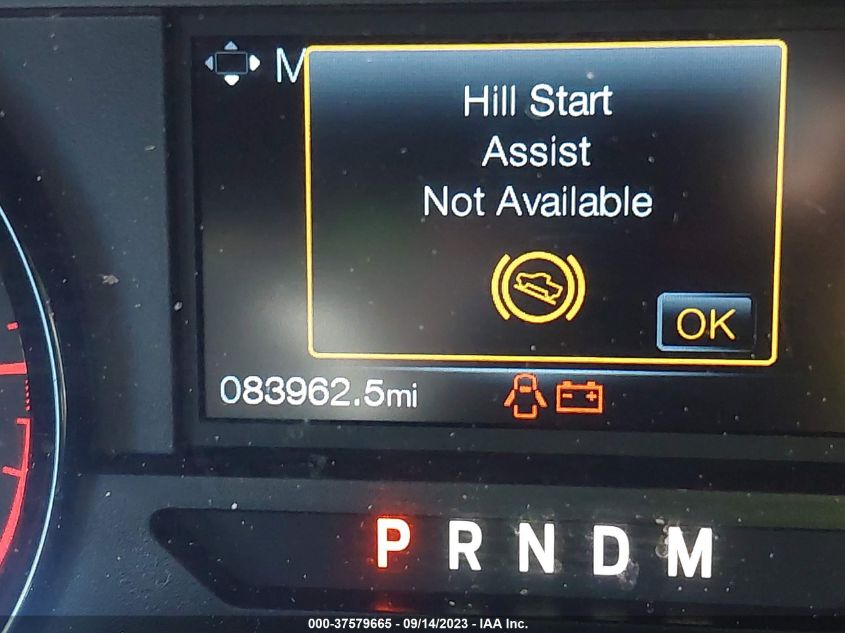 M
Hill Start
Assist
Not Available
OK
083962.5mi
P R N D M
000-37579665 - 09/14/2023 - IAA Inc.